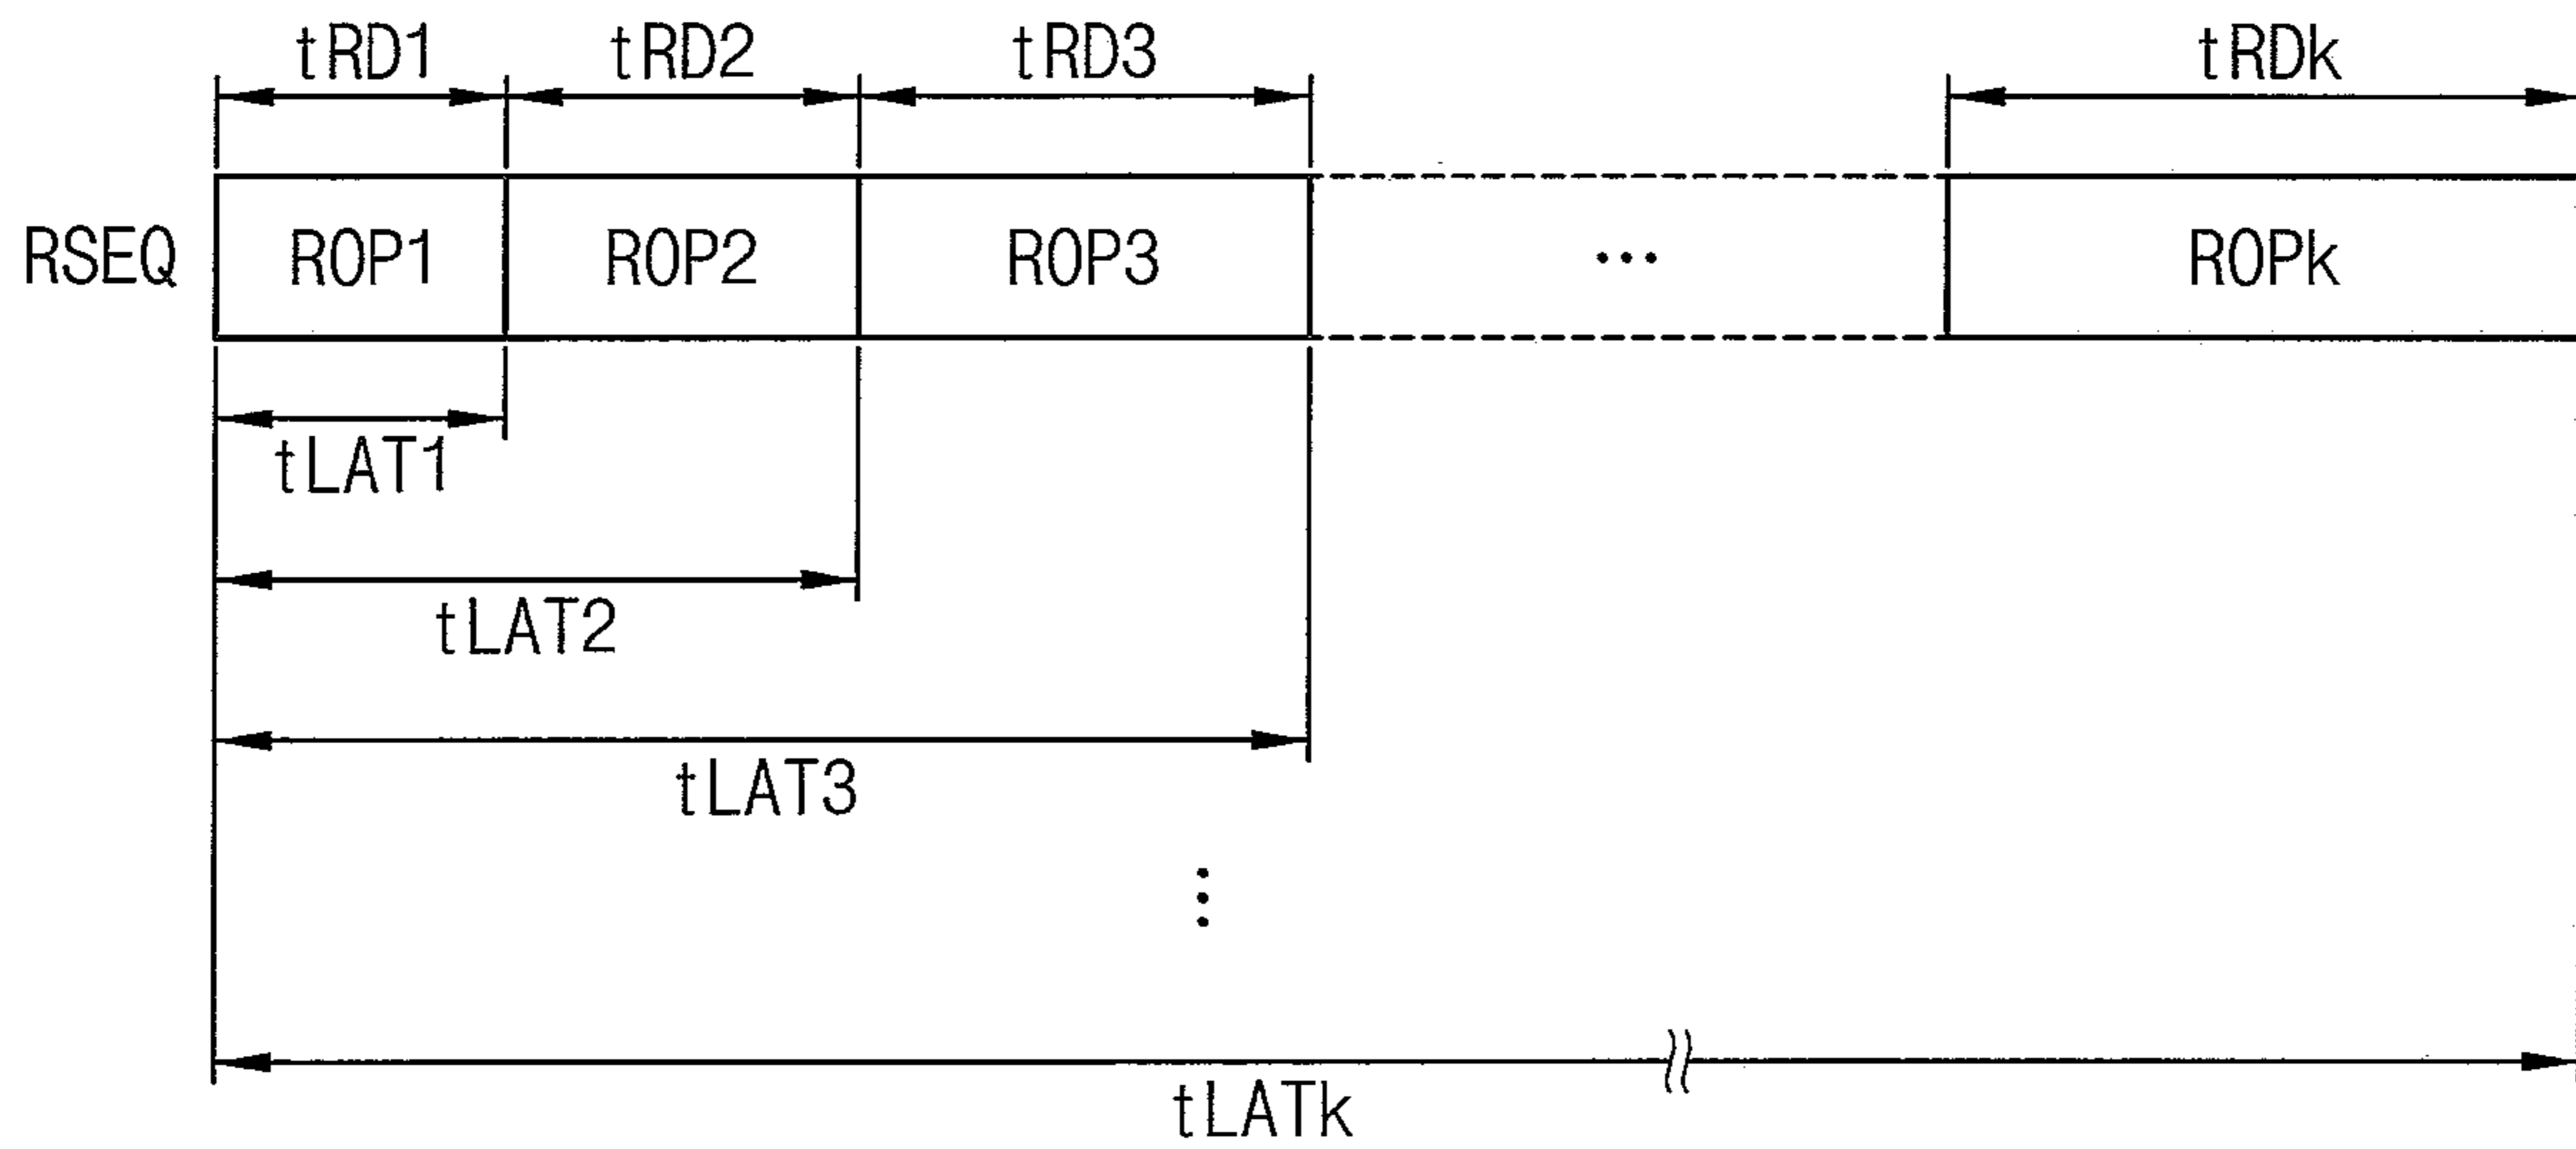 tRD1 tRD2 tRD3 tRDk
RSEQ ROP1 ROP2 ROP3 ... ROPk
tLAT1
tLAT2
tLAT3
tLATk